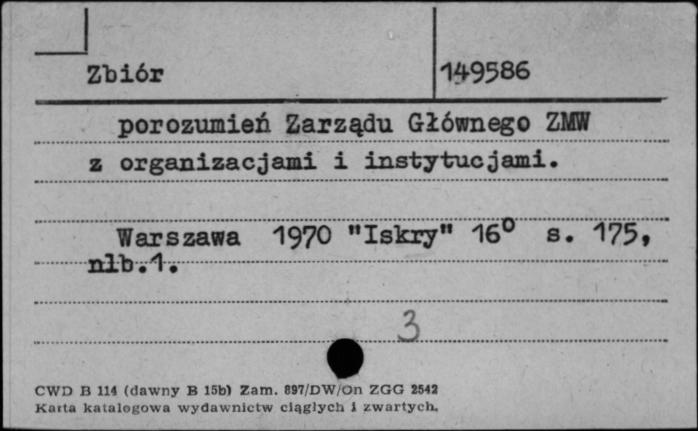 Zbiór 149586
porozumień Zarządu Głównego ZMW
z organizacjami i instytucjami.
Warszawa 1970 "Iskry" 16⁰ s. 175,
nlb.1.
3
CWD B 114 (dawny B 15b) Zam. 897/DW/On ZGG 2542
Karta katalogowa wydawnictw ciągłych i zwartych.